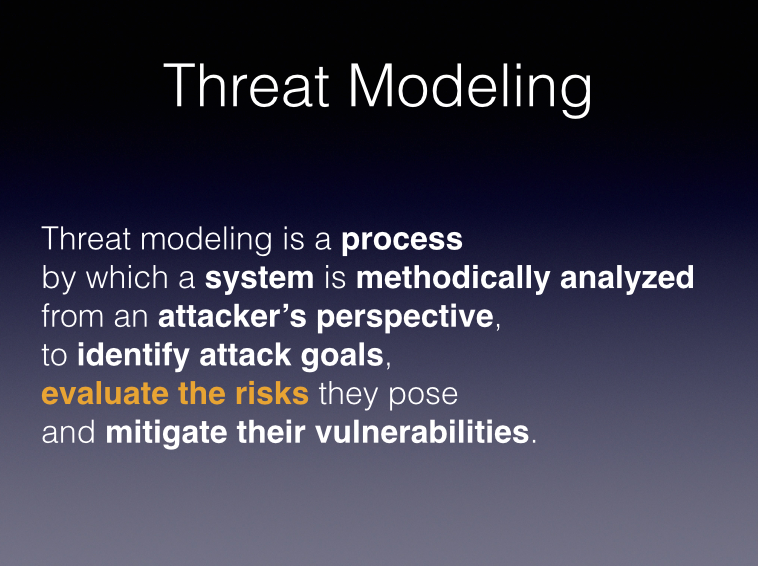 Threat Modeling
Threat modeling is a process
by which a system is methodically analyzed
from an attacker’s perspective,
to identify attack goals,
evaluate the risks they pose
and mitigate their vulnerabilities.